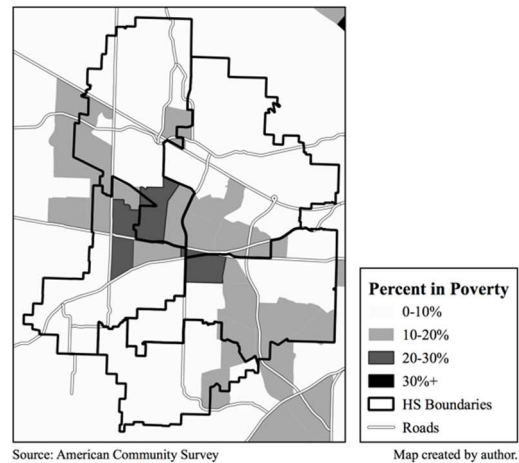 Percent in Poverty
0-10%
10-20%
20-30%
30%+
HS Boundaries
Roads
Source: American Community Survey
Map created by author.